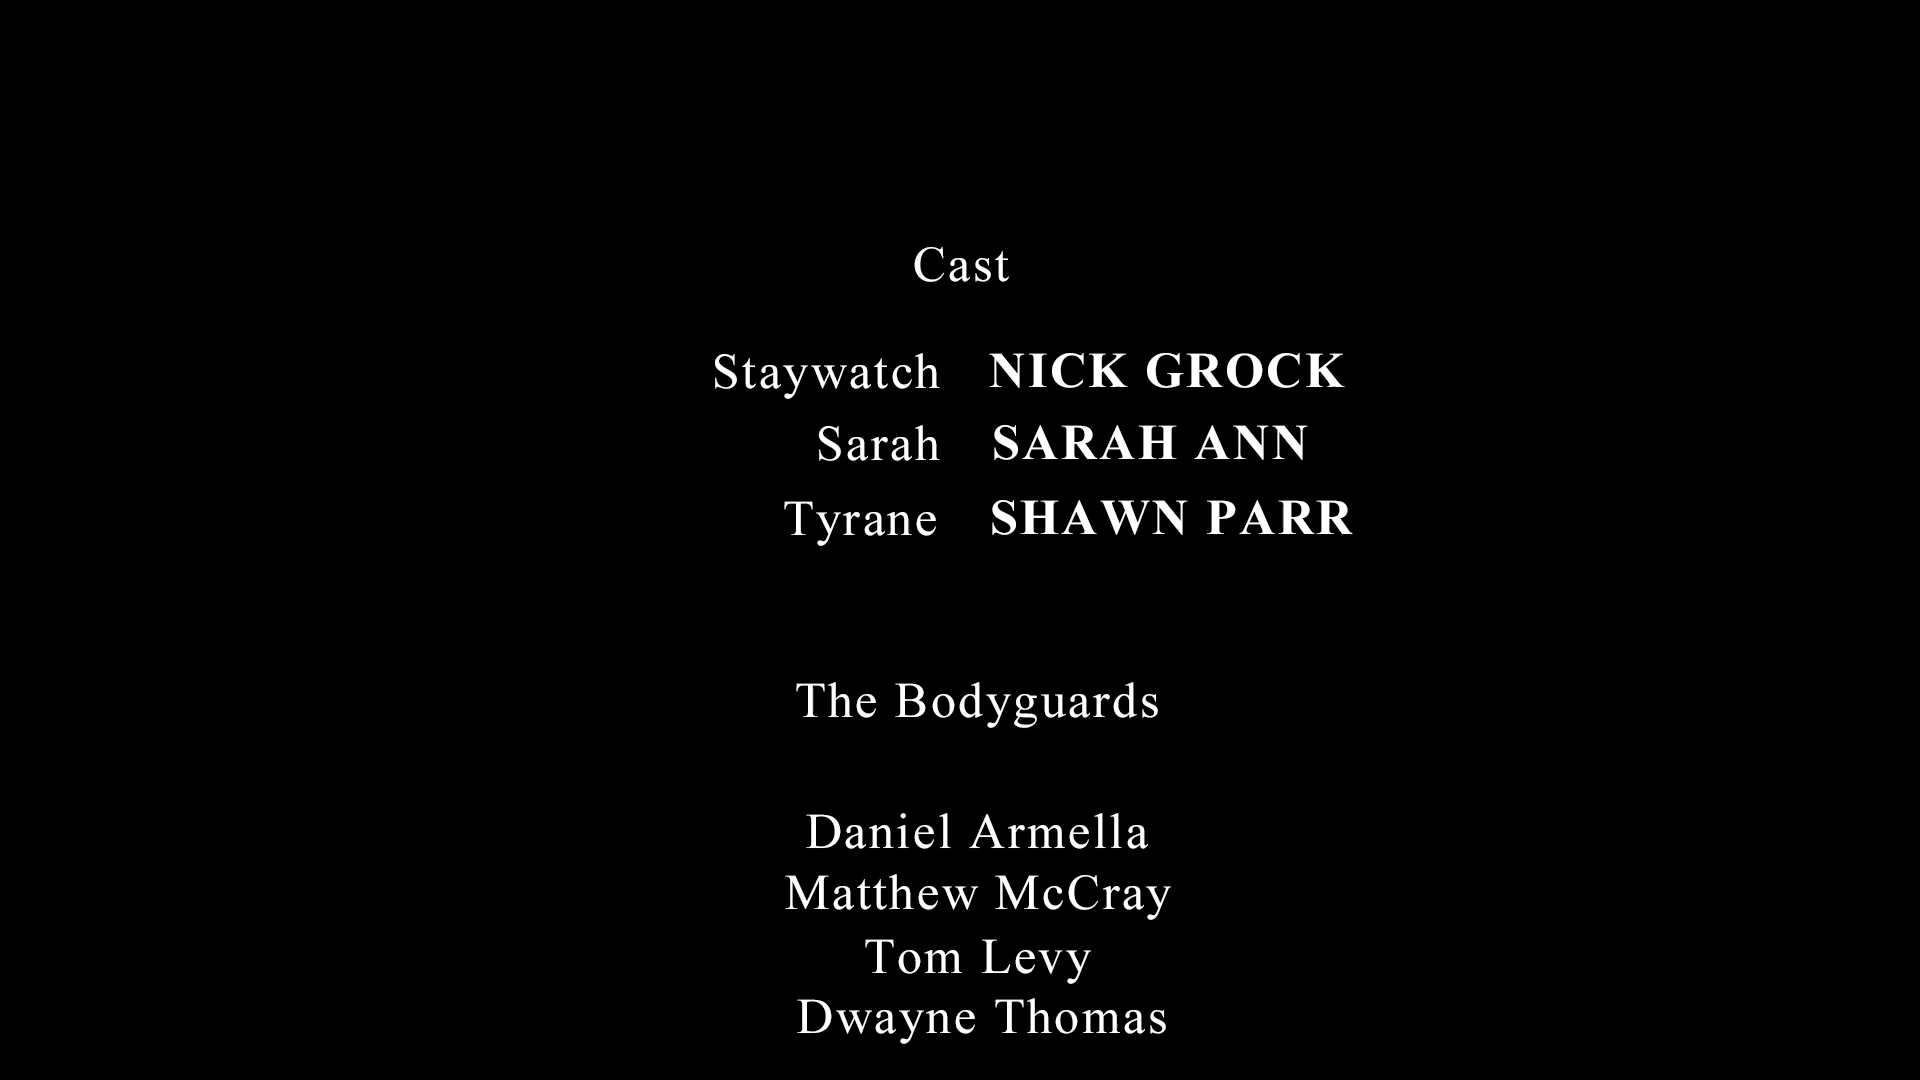 Cast
Staywatch NICK GROCK
Sarah SARAH ANN
Tyrane SHAWN PARR
The Bodyguards
Daniel Armella
Matthew McCray
Tom Levy
Dwayne Thomas